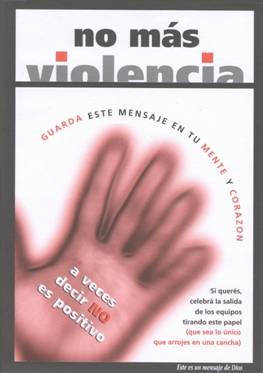 no más
violencia
GUARDA ESTE MENSAJE EN TU MENTE Y CORAZON
a veces
decir NO
es positivo
Si querés,
celebrá la salida
de los equipos
tirando este papel
(que sea lo único
que arrojes en una cancha)
Este es un mensaje de Dios